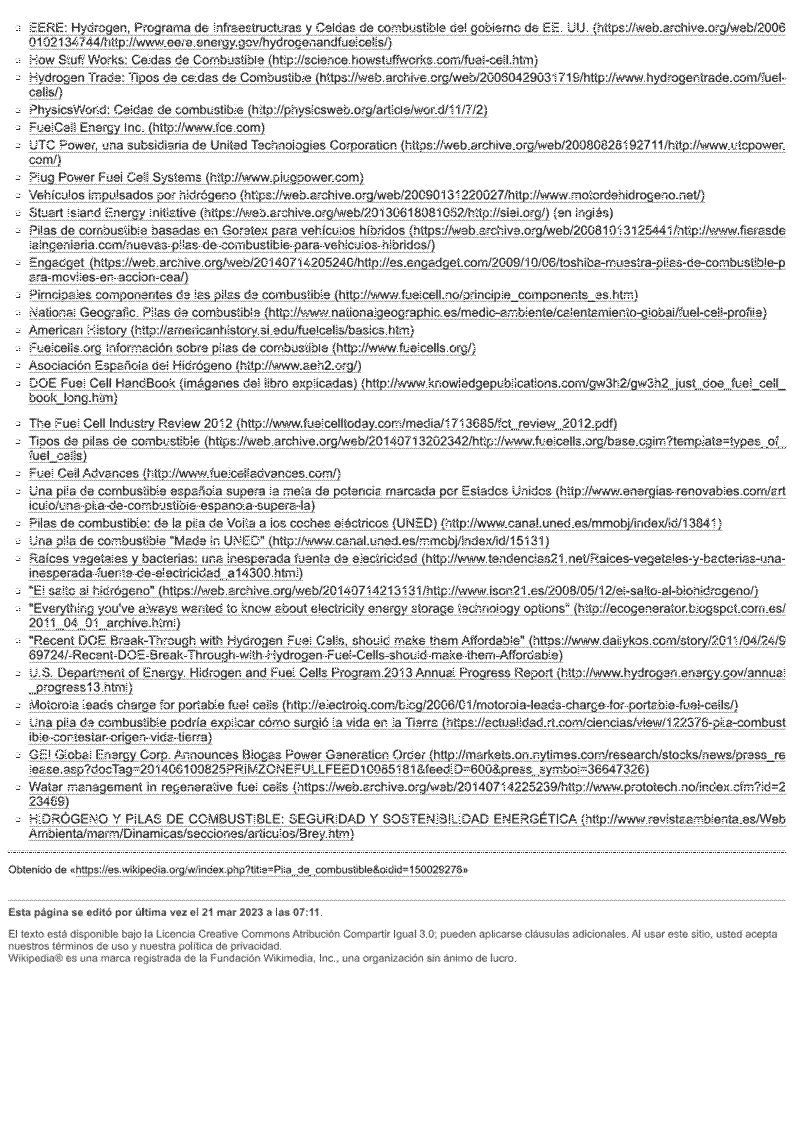 EERE: Hydrogen, Programa de Infraestructuras y Celdas de combustible del gobierno de EE. UU. (https://web.archive.org/web/2006
0102134744/http://www.eere.energy.gov/hydrogenandfuelcells/)
How Stuff Works: Celdas de Combustible (http://science.howstuffworks.com/fuel-cell.htm)
Hydrogen Trade: Tipos de celdas de Combustible (https://web.archive.org/web/20060429031719/http://www.hydrogentrade.com/fuel-
cells/)
PhysicsWorld: Celdas de combustible (http://physicsweb.org/article/world/11/7/2)
FuelCell Energy Inc. (http://www.fce.com)
UTC Power, una subsidiaria de United Technologies Corporation (https://web.archive.org/web/20080828192711/http://www.utcpower.
com/)
Plug Power Fuel Cell Systems (http://www.plugpower.com)
Vehículos impulsados por hidrógeno (https://web.archive.org/web/20090131220027/http://www.motordehidrogeno.net/)
Stuart Island Energy Initiative (https://web.archive.org/web/20130618081052/http://siei.org/) (en inglés)
Pilas de combustible basadas en Goretex para vehículos híbridos (https://web.archive.org/web/20081013125441/http://www.fierasde
laingenieria.com/nuevas-pilas-de-combustible-para-vehiculos-hibridos/)
Engadget (https://web.archive.org/web/20140714205246/http://es.engadget.com/2009/10/06/toshiba-muestra-pilas-de-combustible-p
ara-moviles-en-accion-cea/)
Pirncipales componentes de las pilas de combustible (http://www.fuelcell.no/principle_components_es.htm)
National Geografic. Pilas de combustible (http://www.nationalgeographic.es/medio-ambiente/calentamiento-global/fuel-cell-profile)
American History (http://americanhistory.si.edu/fuelcells/basics.htm)
Fuelcells.org Información sobre pilas de combustible (http://www.fuelcells.org/)
Asociación Española del Hidrógeno (http://www.aeh2.org/)
DOE Fuel Cell HandBook (imágenes del libro explicadas) (http://www.knowledgepublications.com/gw3h2/gw3h2_just_doe_fuel_cell_
book_long.htm)
The Fuel Cell Industry Review 2012 (http://www.fuelcelltoday.com/media/1713685/fct_review_2012.pdf)
Tipos de pilas de combustible (https://web.archive.org/web/20140713202342/http://www.fuelcells.org/base.cgim?template=types_of_
fuel_cells)
Fuel Cell Advances (http://www.fuelcelladvances.com/)
Una pila de combustible española supera la meta de potencia marcada por Estados Unidos (http://www.energias-renovables.com/art
iculo/una-pila-de-combustible-espanola-supera-la)
Pilas de combustible: de la pila de Volta a los coches eléctricos (UNED) (http://www.canal.uned.es/mmobj/index/id/13841)
Una pila de combustible "Made in UNED" (http://www.canal.uned.es/mmobj/index/id/15131)
Raíces vegetales y bacterias: una inesperada fuente de electricidad (http://www.tendencias21.net/Raices-vegetales-y-bacterias-una-
inesperada-fuente-de-electricidad_a14300.html)
"El salto al hidrógeno" (https://web.archive.org/web/20140714213131/http://www.ison21.es/2008/05/12/el-salto-al-biohidrogeno/)
"Everything you've always wanted to know about electricity energy storage technology options" (http://ecogenerator.blogspot.com.es/
2011_04_01_archive.html)
"Recent DOE Break-Through with Hydrogen Fuel Cells, should make them Affordable" (https://www.dailykos.com/story/2011/04/24/9
69724/-Recent-DOE-Break-Through-with-Hydrogen-Fuel-Cells-should-make-them-Affordable)
U.S. Department of Energy. Hidrogen and Fuel Cells Program.2013 Annual Progress Report (http://www.hydrogen.energy.gov/annual
_progress13.html)
Motorola leads charge for portable fuel cells (http://electroiq.com/blog/2006/01/motorola-leads-charge-for-portable-fuel-cells/)
Una pila de combustible podría explicar cómo surgió la vida en la Tierra (https://actualidad.rt.com/ciencias/view/122376-pila-combust
ible-contestar-origen-vida-tierra)
GEI Global Energy Corp. Announces Biogas Power Generation Order (http://markets.on.nytimes.com/research/stocks/news/press_re
lease.asp?docTag=201406100825PRIMZONEFULLFEED10085181&feedID=600&press_symbol=36647326)
Water management in regenerative fuel cells (https://web.archive.org/web/20140714225239/http://www.prototech.no/index.cfm?id=2
23469)
HIDRÓGENO Y PILAS DE COMBUSTIBLE: SEGURIDAD Y SOSTENIBILIDAD ENERGÉTICA (http://www.revistaambienta.es/Web
Ambienta/marm/Dinamicas/secciones/articulos/Brey.htm)
Obtenido de «https://es.wikipedia.org/w/index.php?title=Pila_de_combustible&oldid=150029276»
Esta página se editó por última vez el 21 mar 2023 a las 07:11.
El texto está disponible bajo la Licencia Creative Commons Atribución Compartir Igual 3.0; pueden aplicarse cláusulas adicionales. Al usar este sitio, usted acepta
nuestros términos de uso y nuestra política de privacidad.
Wikipedia® es una marca registrada de la Fundación Wikimedia, Inc., una organización sin ánimo de lucro.